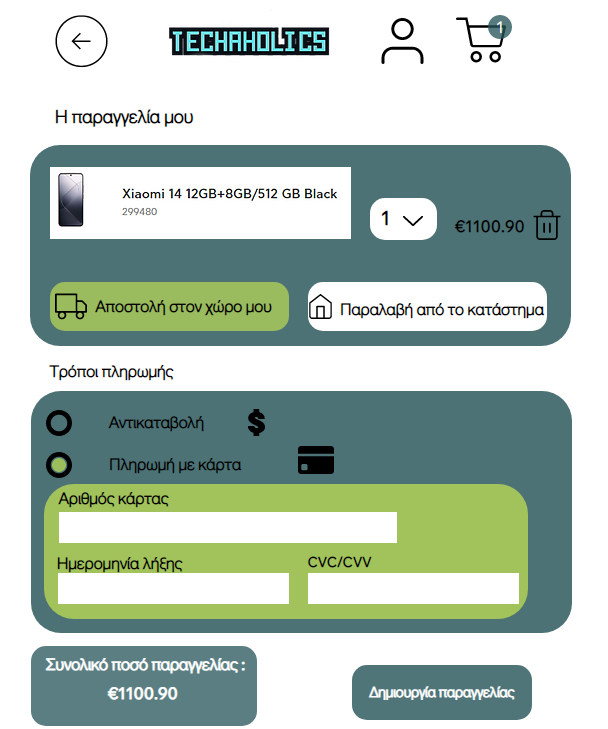 TECHAHOLICS
1
Η παραγγελία μου
Xiaomi 14 12GB+8GB/512 GB Black
299480
1
€1100.90
Αποστολή στον χώρο μου
Παραλαβή από το κατάστημα
Τρόποι πληρωμής
Αντικαταβολή
$
Πληρωμή με κάρτα
Αριθμός κάρτας
Ημερομηνία λήξης
CVC/CVV
Συνολικό ποσό παραγγελίας :
€1100.90
Δημιουργία παραγγελίας